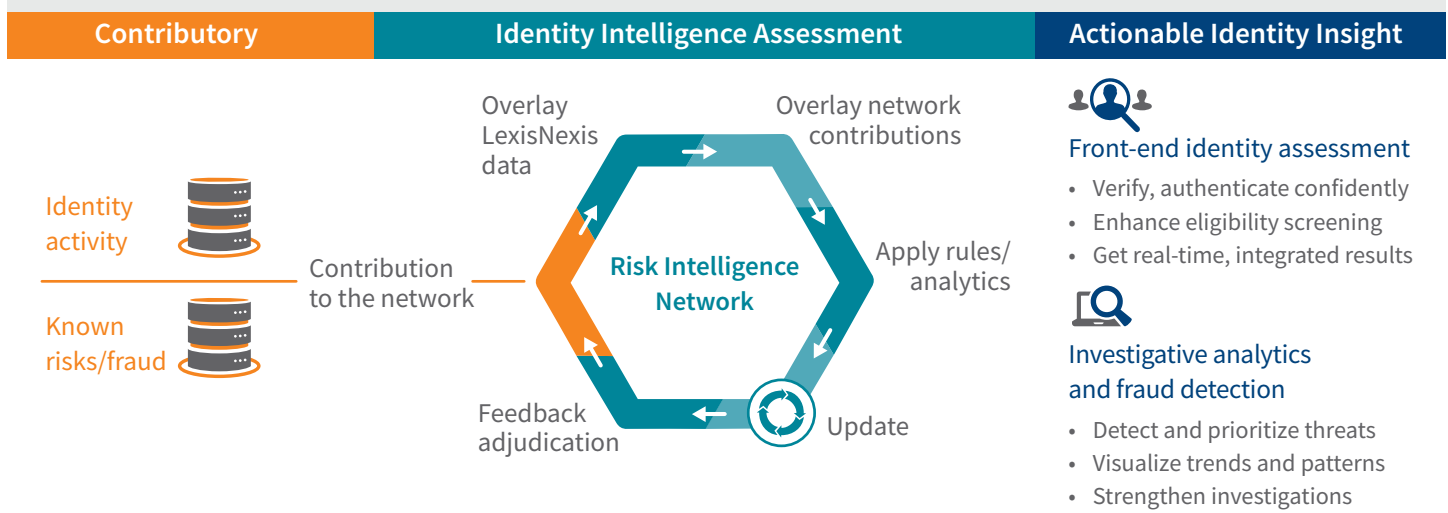 Contributory
Identity Intelligence Assessment
Actionable Identity Insight
Identity
activity
Known
risks/fraud
Contribution
to the network
Overlay
LexisNexis
data
Overlay network
contributions
Apply rules/
analytics
Update
Feedback
adjudication
Risk Intelligence
Network
Front-end identity assessment
• Verify, authenticate confidently
• Enhance eligibility screening
• Get real-time, integrated results
Investigative analytics
and fraud detection
• Detect and prioritize threats
• Visualize trends and patterns
• Strengthen investigations